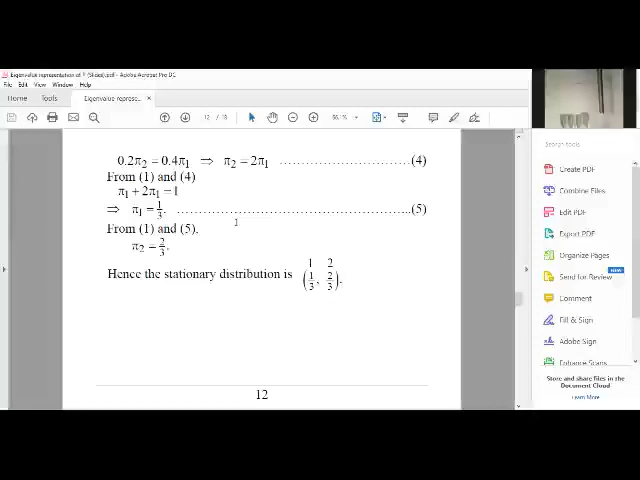 Eigenvalue representation of P (Slides).pdf - Adobe Acrobat Pro DC
File Edit View Window Help
Home Tools Eigenvalue represe... ×
12 / 18
Search tools
0.2π₂ = 0.4π₁ ⇒ π₂ = 2π₁ ................................(4)
From (1) and (4)
π₁ + 2π₁ = 1
⇒ π₁ = 1/3. ................................(5)
From (1) and (5),
π₂ = 2/3.
1 2
Hence the stationary distribution is (1/3, 2/3).
12
Create PDF
Combine Files
Edit PDF
Export PDF
Organize Pages
NEW
Send for Review
Comment
Fill & Sign
Adobe Sign
Enhance Scans
Store and share files in the
Document Cloud
Learn More